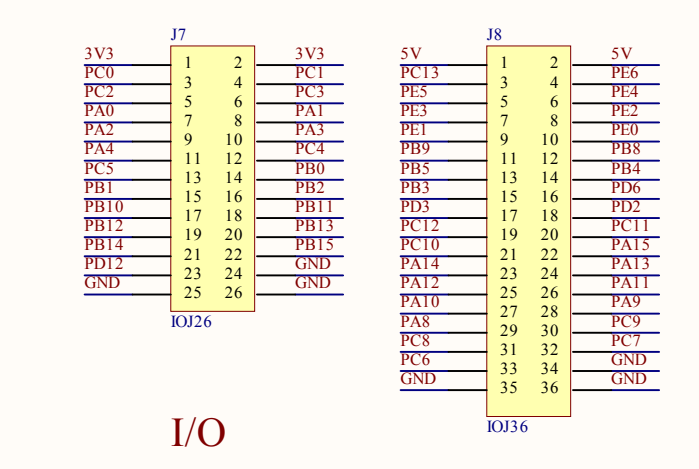 J7 J8
3V3 1 2 3V3 5V 1 2 5V
PC0 3 4 PC1 PC13 3 4 PE6
PC2 5 6 PC3 PE5 5 6 PE4
PA0 7 8 PA1 PE3 7 8 PE2
PA2 9 10 PA3 PE1 9 10 PE0
PA4 11 12 PC4 PB9 11 12 PB8
PC5 13 14 PB0 PB5 13 14 PB4
PB1 15 16 PB2 PB3 15 16 PD6
PB10 17 18 PB11 PD3 17 18 PD2
PB12 19 20 PB13 PC12 19 20 PC11
PB14 21 22 PB15 PC10 21 22 PA15
PD12 23 24 GND PA14 23 24 PA13
GND 25 26 GND PA12 25 26 PA11
PA10 27 28 PA9
IOJ26 PA8 29 30 PC9
PC8 31 32 PC7
PC6 33 34 GND
GND 35 36 GND
I/O IOJ36